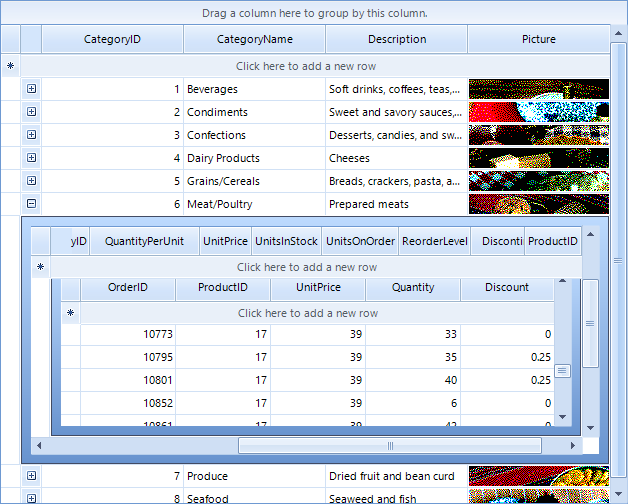 Drag a column here to group by this column.
CategoryID CategoryName Description Picture
Click here to add a new row
1 Beverages Soft drinks, coffees, teas,...
2 Condiments Sweet and savory sauces,...
3 Confections Desserts, candies, and sw...
4 Dairy Products Cheeses
5 Grains/Cereals Breads, crackers, pasta, a...
6 Meat/Poultry Prepared meats
yID QuantityPerUnit UnitPrice UnitsInStock UnitsOnOrder ReorderLevel Disconti ProductID
Click here to add a new row
OrderID ProductID UnitPrice Quantity Discount
Click here to add a new row
10773 17 39 33 0
10795 17 39 35 0.25
10801 17 39 40 0.25
10852 17 39 6 0
10861 17 39 42 0
7 Produce Dried fruit and bean curd
8 Seafood Seaweed and fish